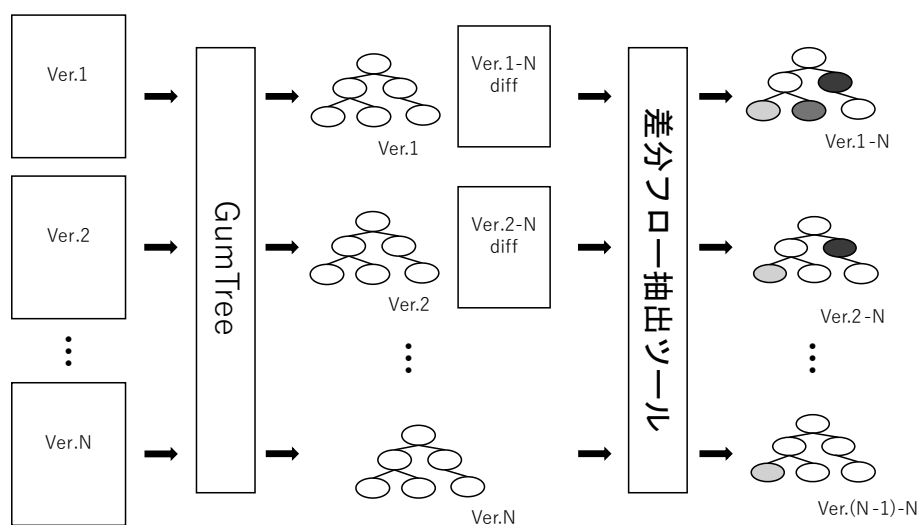 Ver.1
Ver.2
⋮
Ver.N
GumTree
Ver.1
Ver.2
⋮
Ver.N
Ver.1-N
diff
Ver.2-N
diff
差分フロー抽出ツール
Ver.1-N
Ver.2-N
⋮
Ver.(N-1)-N